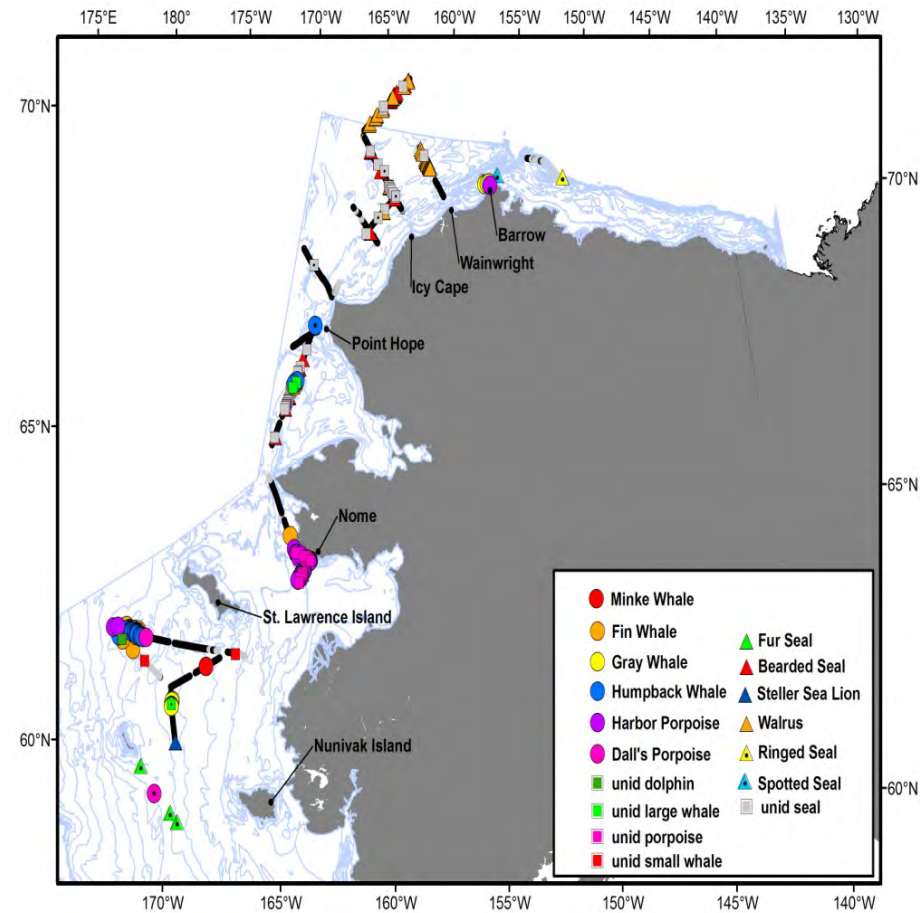 175°E 180° 175°W 170°W 165°W 160°W 155°W 150°W 145°W 140°W 135°W 130°W
70°N
70°N
Barrow
Wainwright
Icy Cape
Point Hope
65°N
65°N
Nome
St. Lawrence Island
60°N
60°N
Nunivak Island
Minke Whale
Fin Whale
Gray Whale
Humpback Whale
Harbor Porpoise
Dall's Porpoise
unid dolphin
unid large whale
unid porpoise
unid small whale
Fur Seal
Bearded Seal
Steller Sea Lion
Walrus
Ringed Seal
Spotted Seal
unid seal
170°W 165°W 160°W 155°W 150°W 145°W 140°W